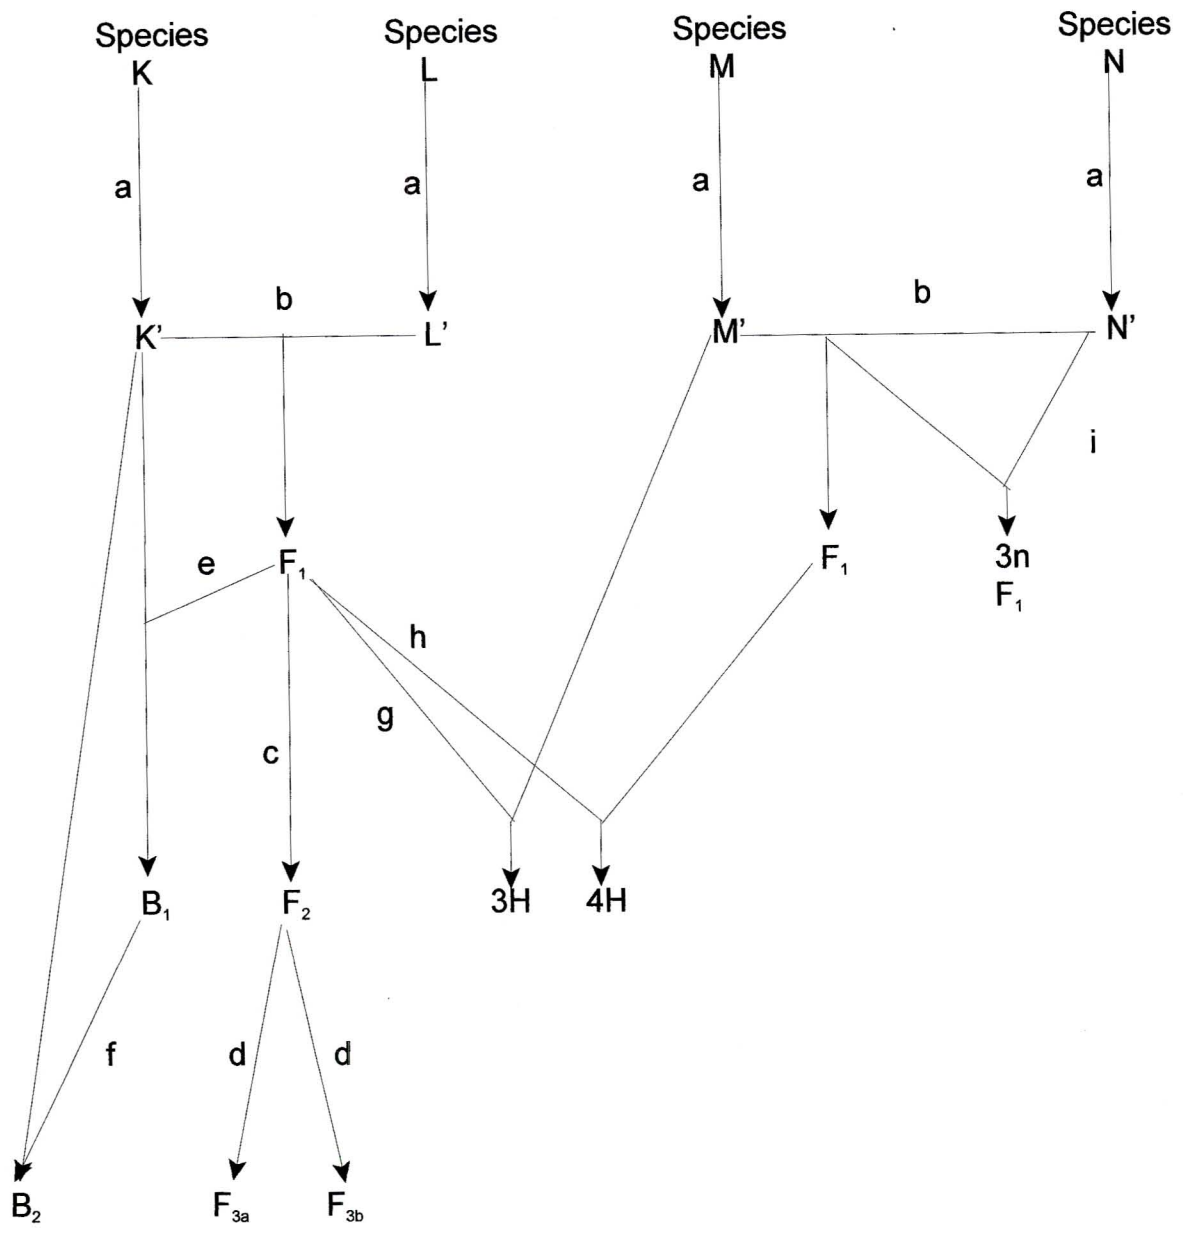 Species Species Species Species
K L M N
a a a a
b b
K' L' M' N'
i
e F₁ F₁ 3n
F₁
h
g
c
B₁ F₂ 3H 4H
f d d
B₂ F₃ₐ F₃b